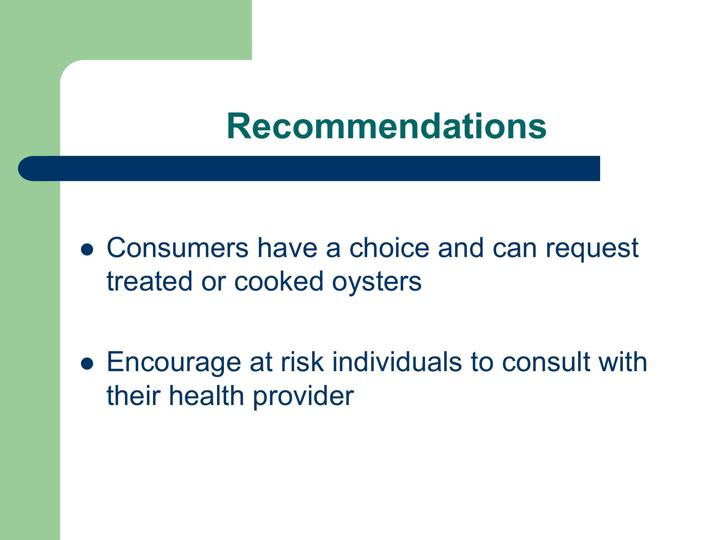 Recommendations
● Consumers have a choice and can request
treated or cooked oysters
● Encourage at risk individuals to consult with
their health provider